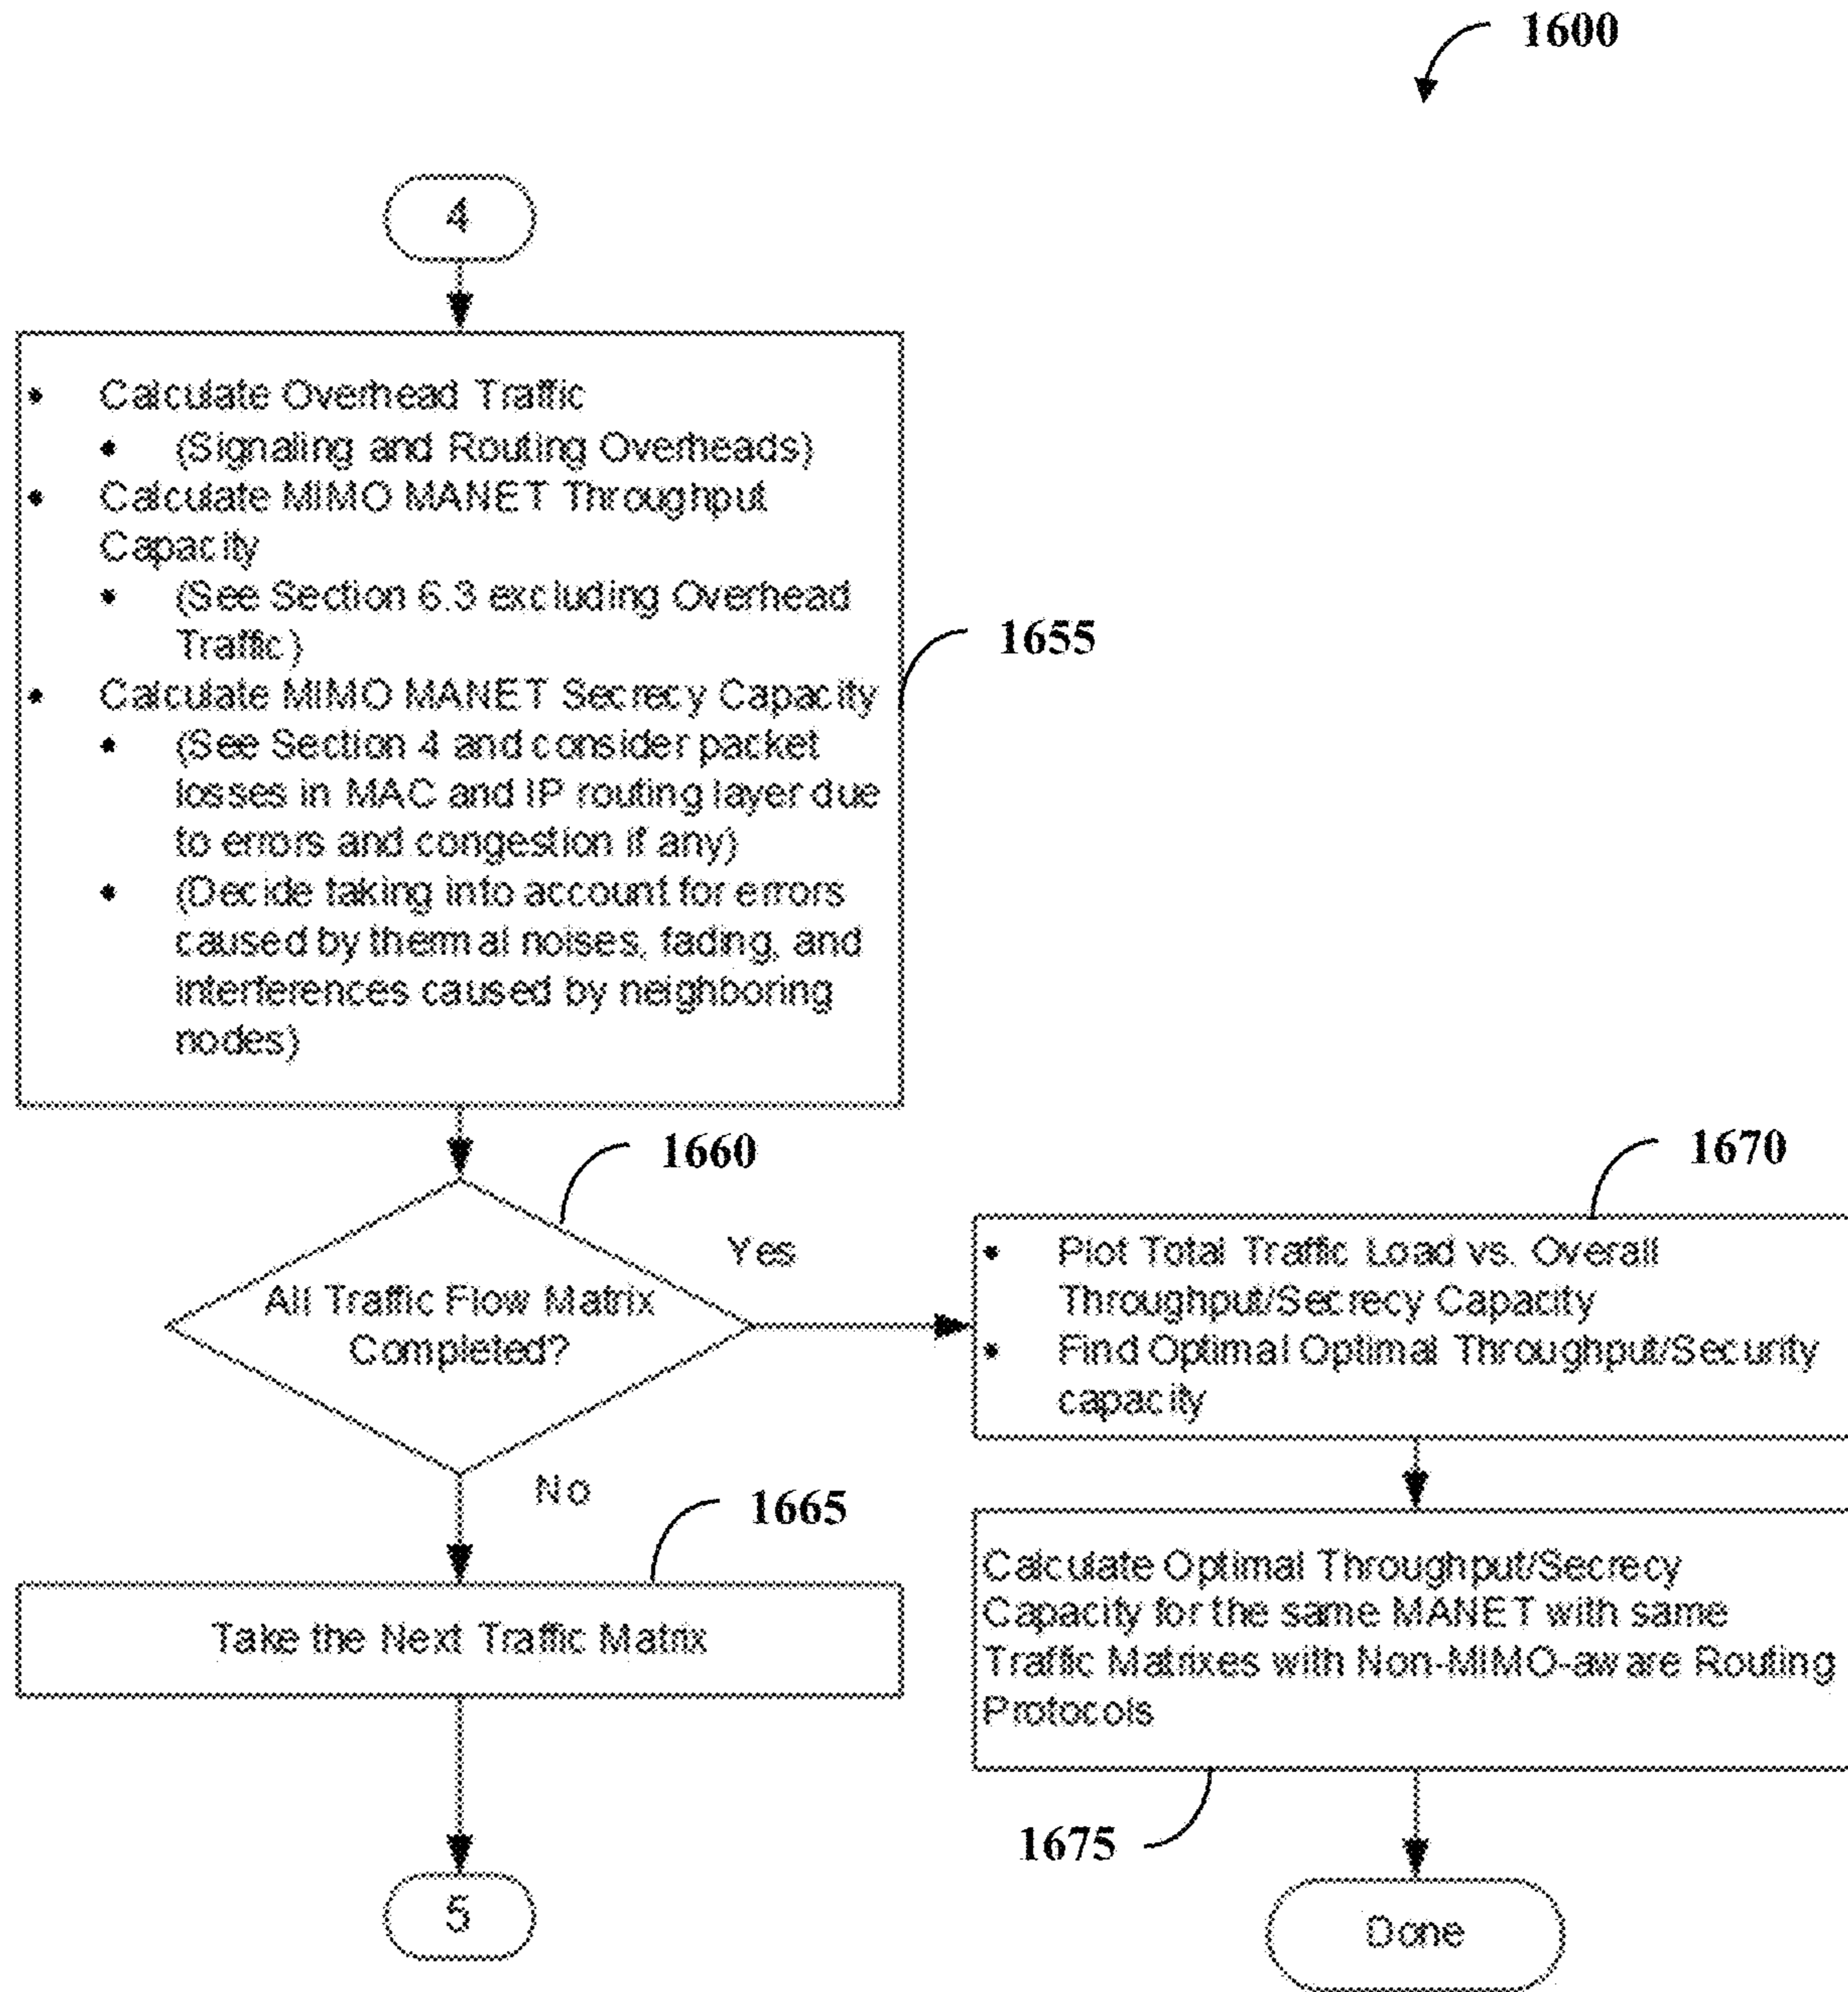 1600
4
• Calculate Overhead Traffic
• (Signaling and Routing Overheads)
• Calculate MIMO MANET Throughput
Capacity
• (See Section 6.3 excluding Overhead
Traffic)
• Calculate MIMO MANET Secrecy Capacity
• (See Section 4 and consider packet
losses in MAC and IP routing layer due
to errors and congestion if any)
• (Decide taking into account for errors
caused by thermal noises, fading, and
interferences caused by neighboring
nodes)
1655
1660
All Traffic Flow Matrix
Completed?
Yes
No
1665
Take the Next Traffic Matrix
5
1670
• Plot Total Traffic Load vs. Overall
Throughput/Secrecy Capacity
• Find Optimal Optimal Throughput/Security
capacity
Calculate Optimal Throughput/Secrecy
Capacity for the same MANET with same
Traffic Matrixes with Non-MIMO-aware Routing
Protocols
1675
Done